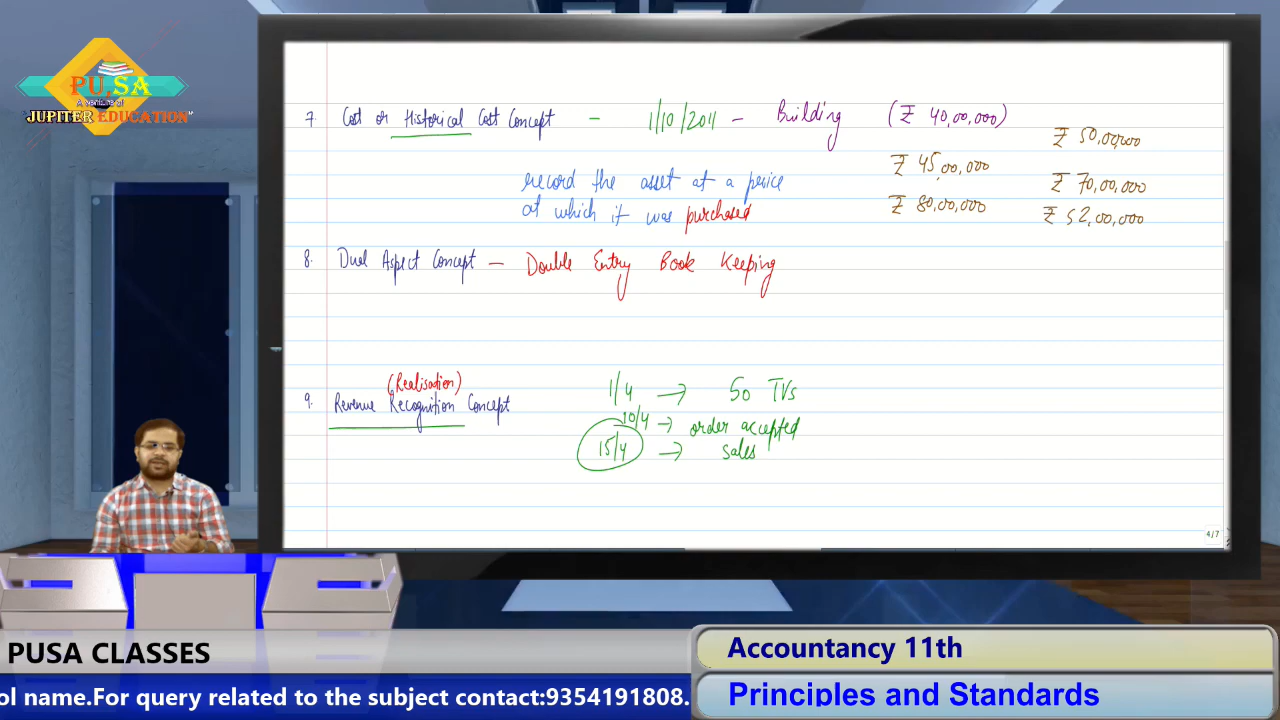 PU,SA
A venture of
"JUPITER EDUCATION"
7. Cost or Historical Cost Concept - 1/10/2011 - Building (₹ 40,00,000)
₹ 50,00,000
₹ 45,00,000
record the asset at a price ₹ 70,00,000
at which it was purchased ₹ 80,00,000 ₹ 52,00,000
8. Dual Aspect Concept - Double Entry Book Keeping
(Realisation)
9. Revenue Recognition Concept
1/4 → 50 TVs
10/4 → order accepted
15/4 → sales
4/7
PUSA CLASSES
Accountancy 11th
ol name.For query related to the subject contact:9354191808.
Principles and Standards